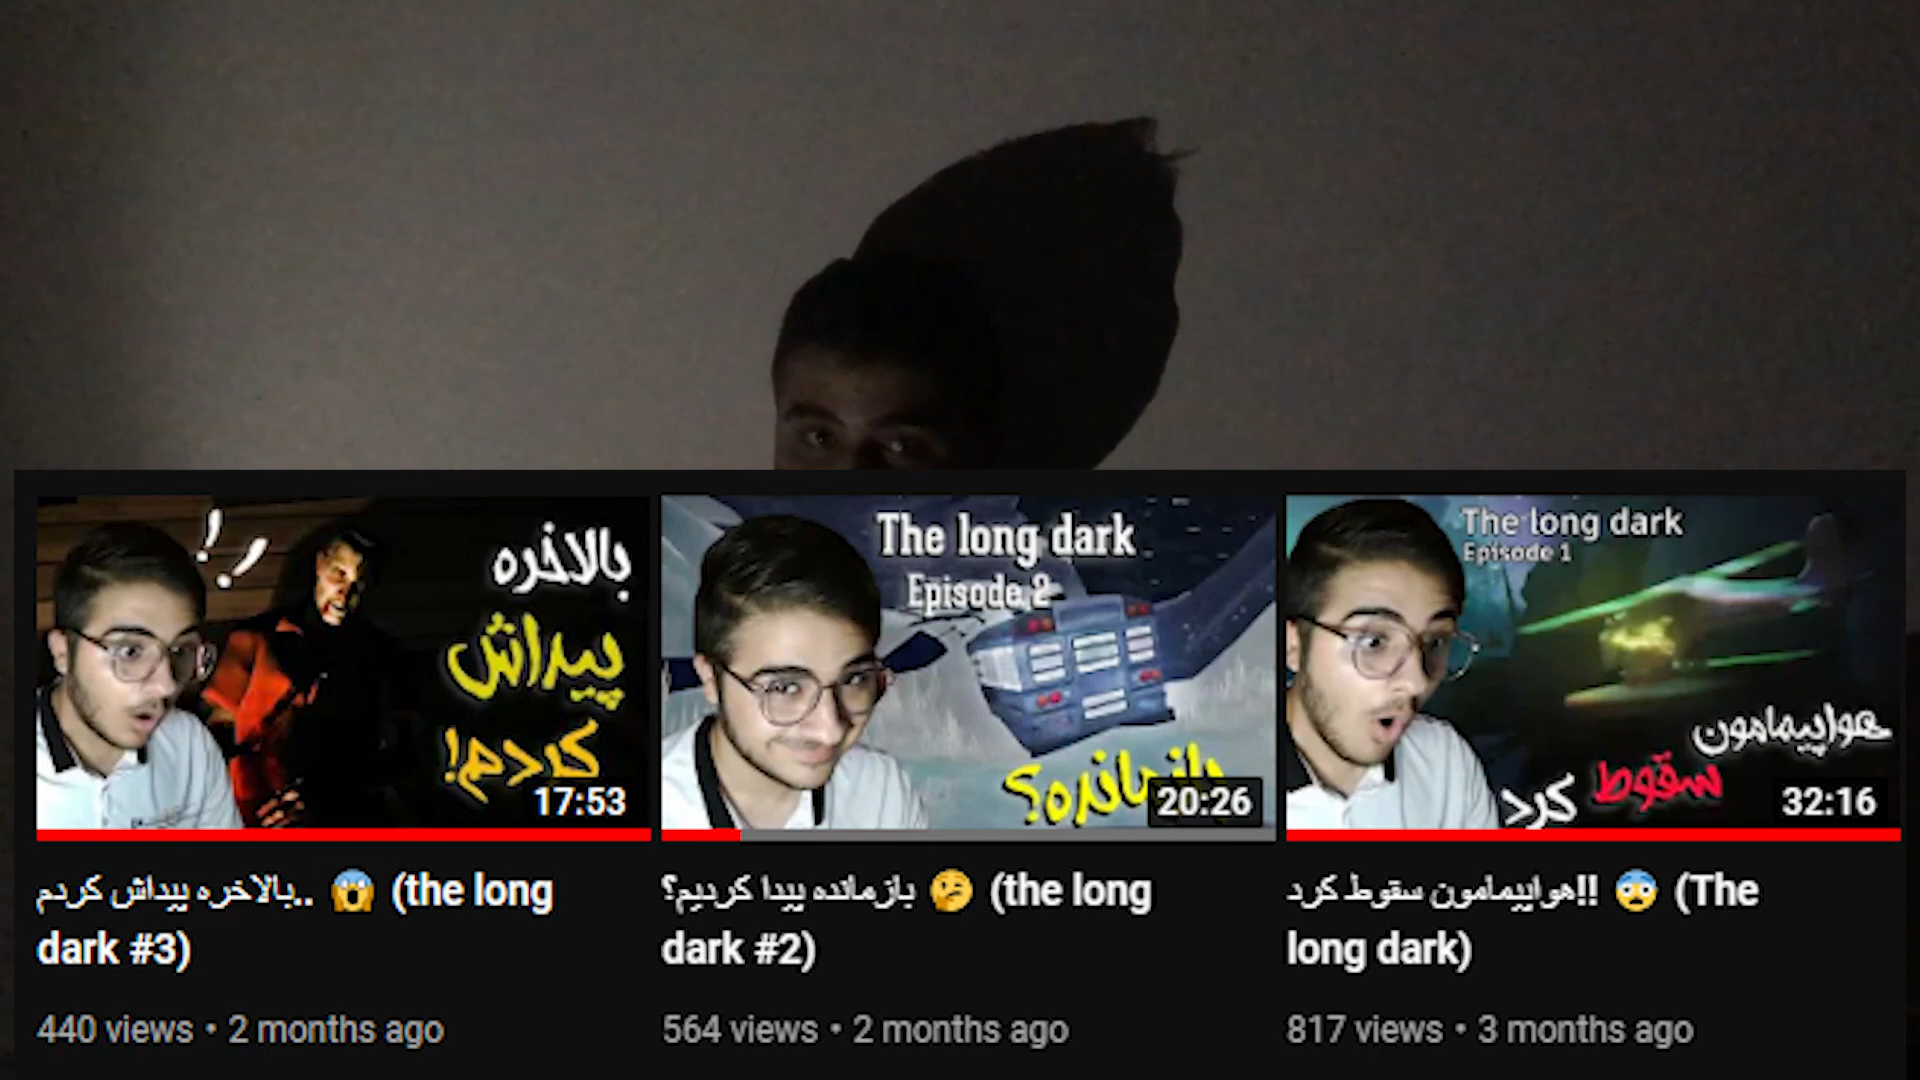 !!
بالاخره
پیداش
کردم!
17:53
The long dark
Episode 2
بازمانده؟
20:26
The long dark
Episode 1
هواپیمامون
سقوط کرد
32:16
بالاخره پیداش کردم.. 😱 (the long
dark #3)
440 views • 2 months ago
بازمانده پیدا کردیم؟ 🤔 (the long
dark #2)
564 views • 2 months ago
هواپیمامون سقوط کرد!! 😨 (The
long dark)
817 views • 3 months ago